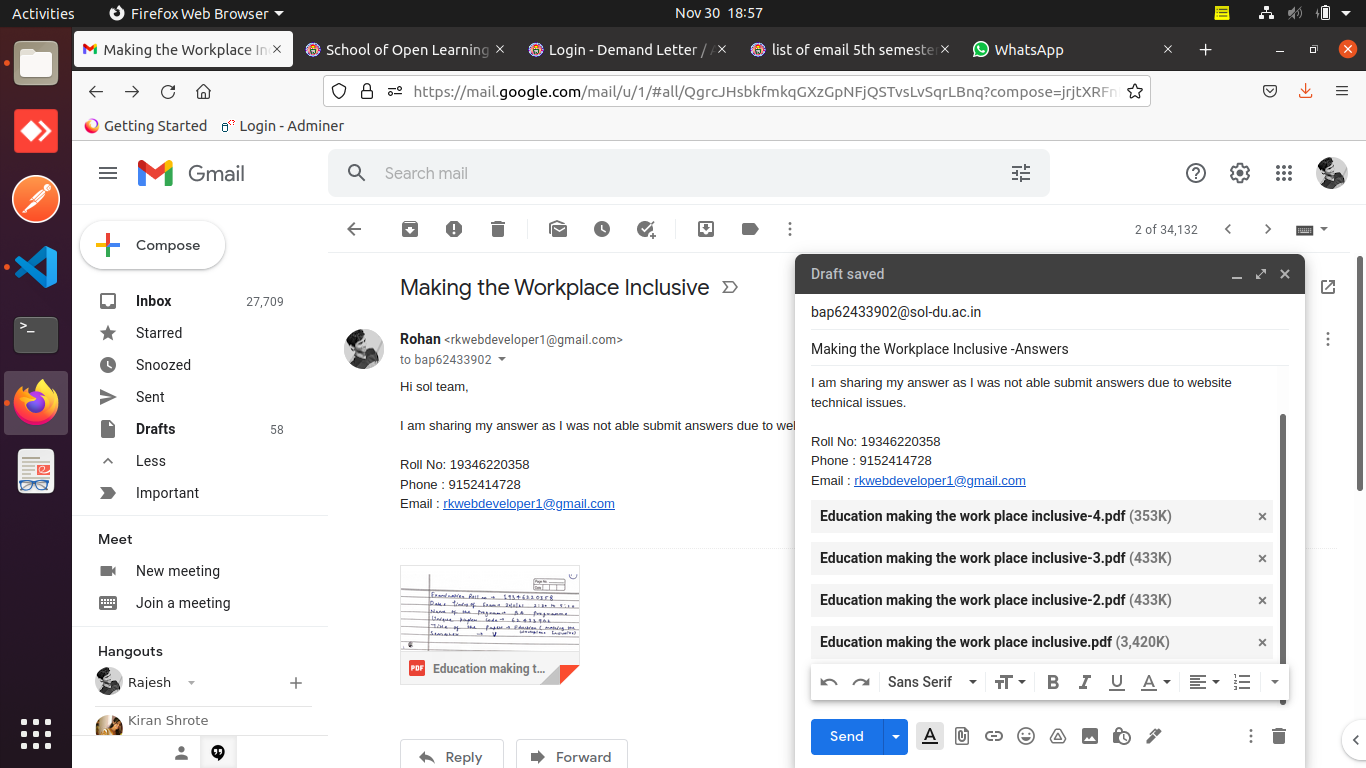 Activities
Firefox Web Browser
Nov 30 18:57
Making the Workplace In
School of Open Learning
Login - Demand Letter / A
list of email 5th semeste
WhatsApp
https://mail.google.com/mail/u/1/#all/QgrcJHsbkfmkqGXzGpNFjQSTvsLvSqrLBnq?compose=jrjtXRFn
Getting Started
Login - Adminer
Gmail
Search mail
Compose
2 of 34,132
Inbox 27,709
Starred
Snoozed
Sent
Drafts 58
Less
Important
Meet
New meeting
Join a meeting
Hangouts
Rajesh
Kiran Shrote
Making the Workplace Inclusive
Rohan <rkwebdeveloper1@gmail.com>
to bap62433902
Hi sol team,
I am sharing my answer as I was not able submit answers due to wel
Roll No: 19346220358
Phone : 9152414728
Email : rkwebdeveloper1@gmail.com
PDF Education making t...
Reply
Forward
Draft saved
bap62433902@sol-du.ac.in
Making the Workplace Inclusive -Answers
I am sharing my answer as I was not able submit answers due to website
technical issues.
Roll No: 19346220358
Phone : 9152414728
Email : rkwebdeveloper1@gmail.com
Education making the work place inclusive-4.pdf (353K)
Education making the work place inclusive-3.pdf (433K)
Education making the work place inclusive-2.pdf (433K)
Education making the work place inclusive.pdf (3,420K)
Sans Serif
Send